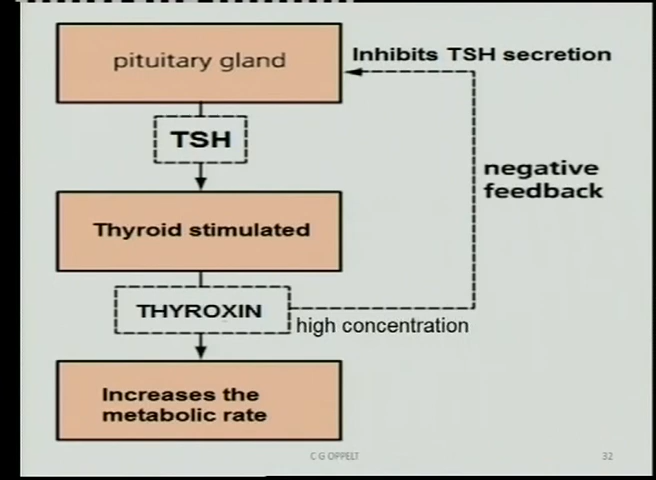 pituitary gland
Inhibits TSH secretion
TSH
negative
feedback
Thyroid stimulated
THYROXIN
high concentration
Increases the
metabolic rate
C G OPPELT
32